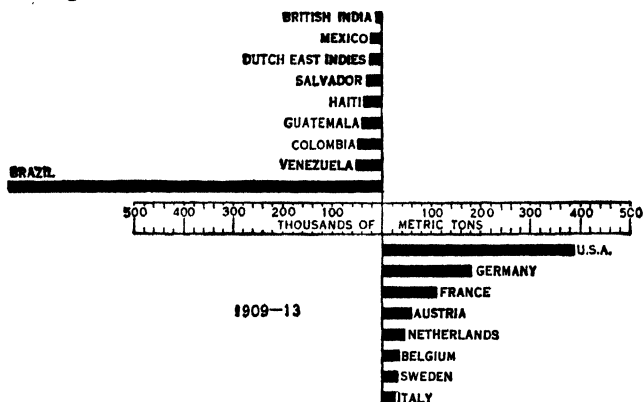 BRITISH INDIA
MEXICO
DUTCH EAST INDIES
SALVADOR
HAITI
GUATEMALA
COLOMBIA
VENEZUELA
BRAZIL
500 400 300 200 100 100 200 300 400 500
THOUSANDS OF METRIC TONS
U.S.A.
GERMANY
FRANCE
1909—13
AUSTRIA
NETHERLANDS
BELGIUM
SWEDEN
ITALY